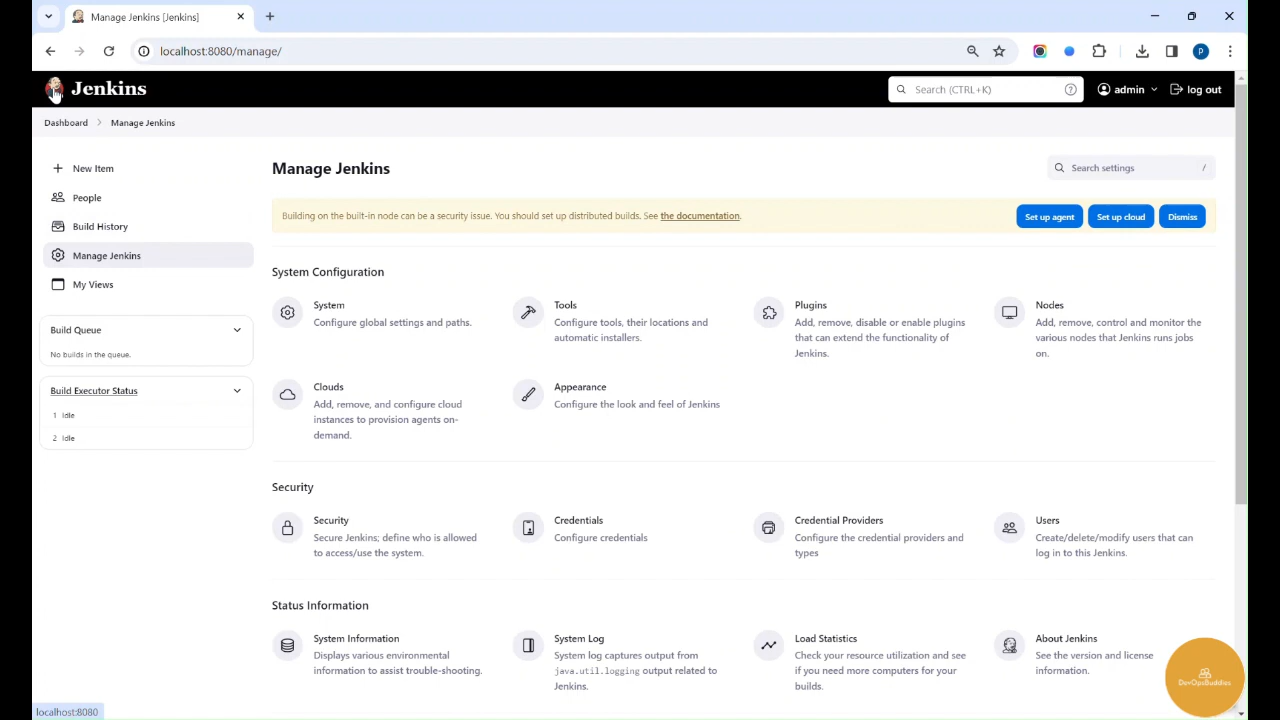 Manage Jenkins [Jenkins]
localhost:8080/manage/
Jenkins
Search (CTRL+K)
admin
log out
Dashboard > Manage Jenkins
New Item
People
Build History
Manage Jenkins
My Views
Build Queue
No builds in the queue.
Build Executor Status
1 Idle
2 Idle
Manage Jenkins
Search settings /
Building on the built-in node can be a security issue. You should set up distributed builds. See the documentation.
Set up agent
Set up cloud
Dismiss
System Configuration
System
Configure global settings and paths.
Tools
Configure tools, their locations and
automatic installers.
Plugins
Add, remove, disable or enable plugins
that can extend the functionality of
Jenkins.
Nodes
Add, remove, control and monitor the
various nodes that Jenkins runs jobs
on.
Clouds
Add, remove, and configure cloud
instances to provision agents on-
demand.
Appearance
Configure the look and feel of Jenkins
Security
Security
Secure Jenkins; define who is allowed
to access/use the system.
Credentials
Configure credentials
Credential Providers
Configure the credential providers and
types
Users
Create/delete/modify users that can
log in to this Jenkins.
Status Information
System Information
Displays various environmental
information to assist trouble-shooting.
System Log
System log captures output from
java.util.logging output related to
Jenkins.
Load Statistics
Check your resource utilization and see
if you need more computers for your
builds.
About Jenkins
See the version and license
information.
DevOpsBuddies
localhost:8080